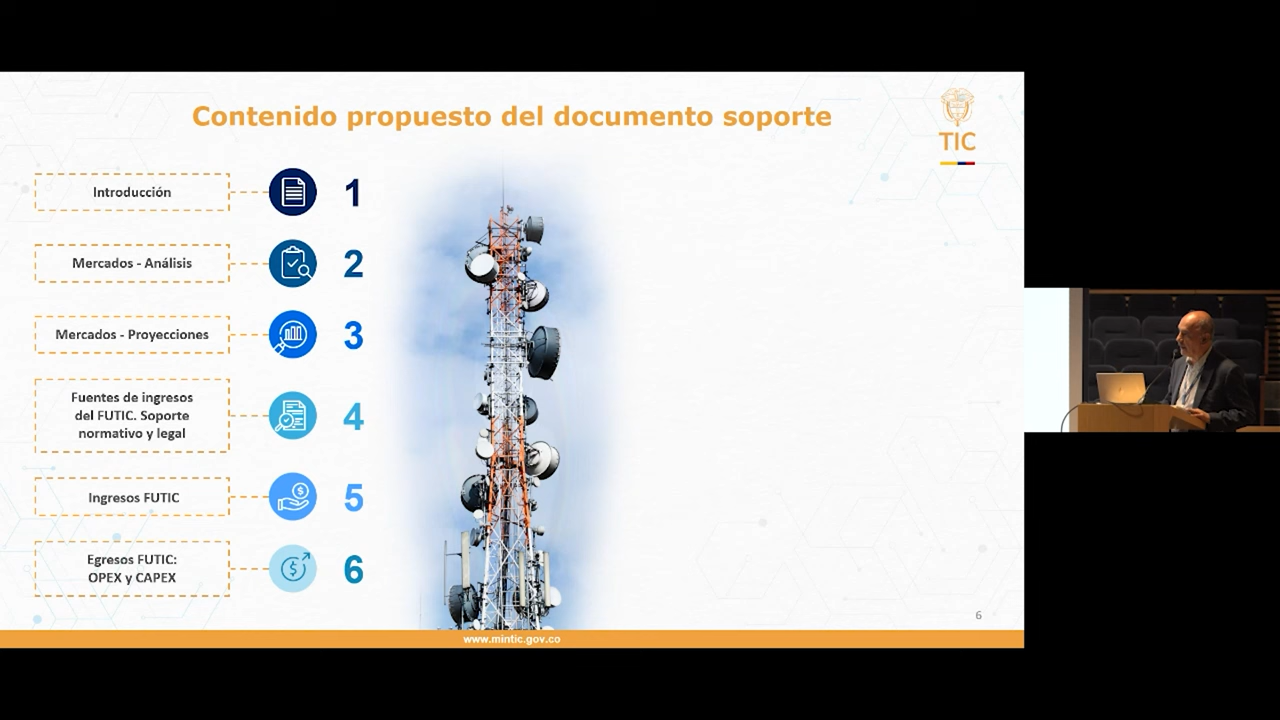 Contenido propuesto del documento soporte
TIC
Introducción
1
Mercados - Análisis
2
Mercados - Proyecciones
3
Fuentes de ingresos
del FUTIC. Soporte
normativo y legal
4
Ingresos FUTIC
5
Egresos FUTIC:
OPEX y CAPEX
6
6
www.mintic.gov.co